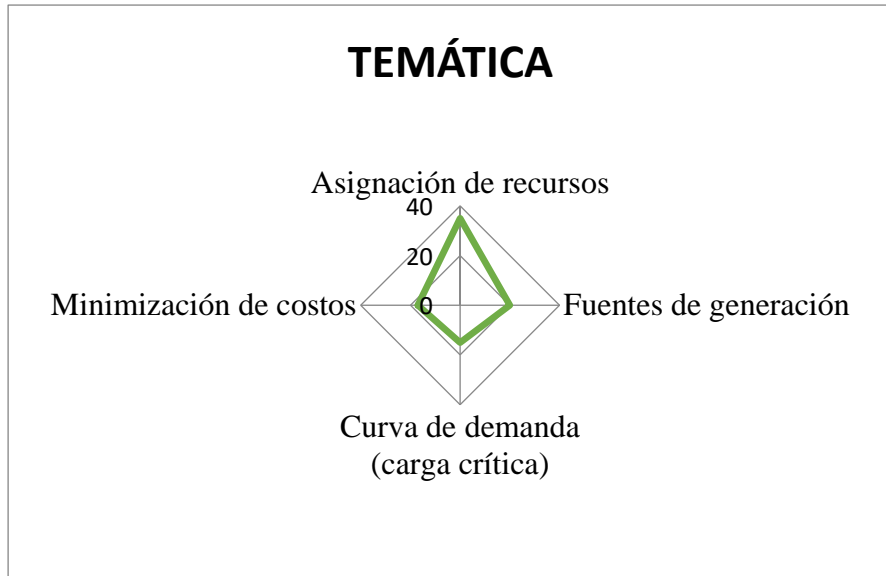 TEMÁTICA
Asignación de recursos
40
20
Minimización de costos
0
Fuentes de generación
Curva de demanda
(carga crítica)